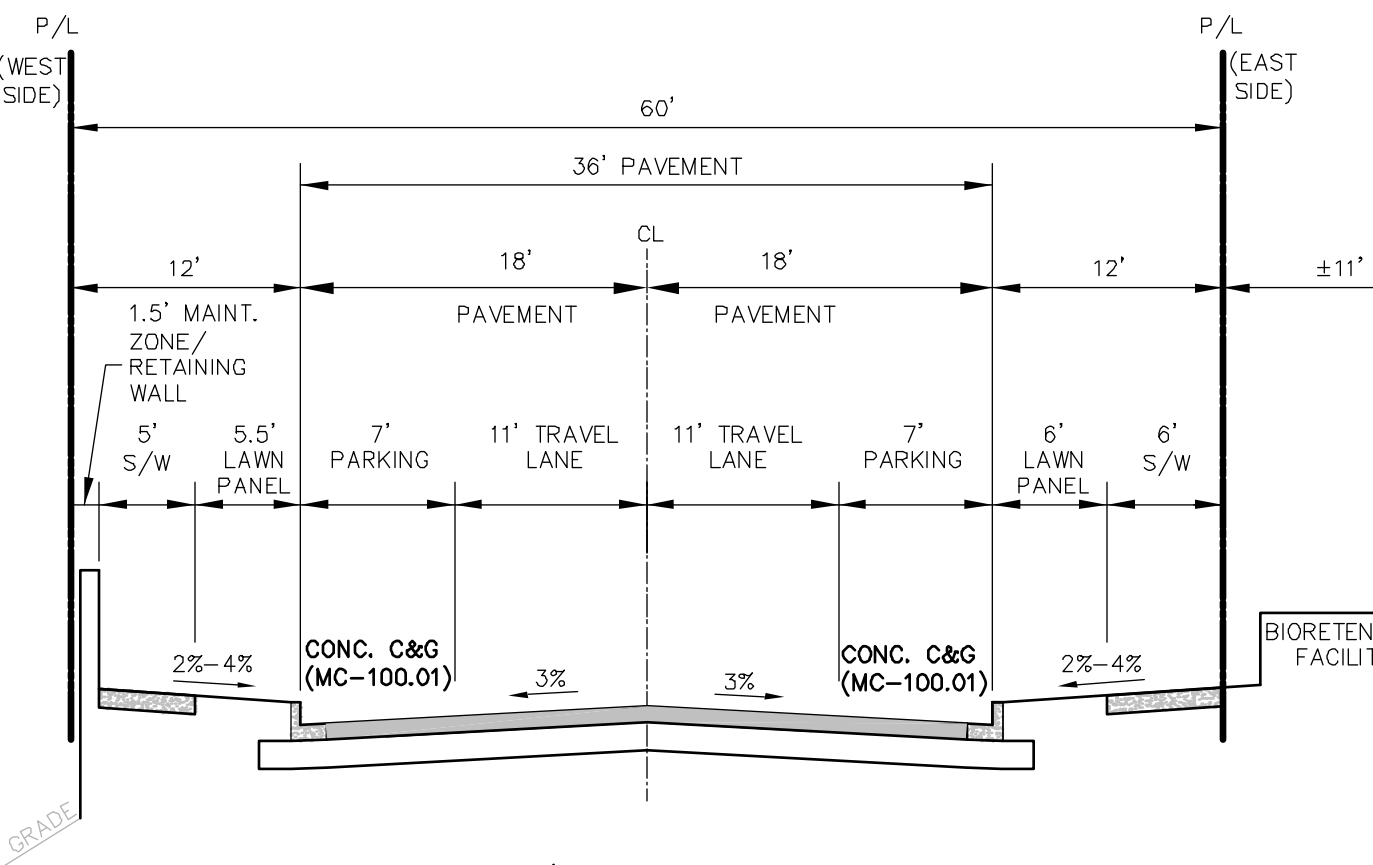 P/L
(WEST
SIDE)
P/L
(EAST
SIDE)
60'
36' PAVEMENT
CL
12'
18'
18'
12'
±11'
PAVEMENT
PAVEMENT
1.5' MAINT.
ZONE/
RETAINING
WALL
5'
S/W
5.5'
LAWN
PANEL
7'
PARKING
11' TRAVEL
LANE
11' TRAVEL
LANE
7'
PARKING
6'
LAWN
PANEL
6'
S/W
2%-4%
CONC. C&G
(MC-100.01)
3%
3%
CONC. C&G
(MC-100.01)
2%-4%
BIORETEN
FACILIT
GRADE